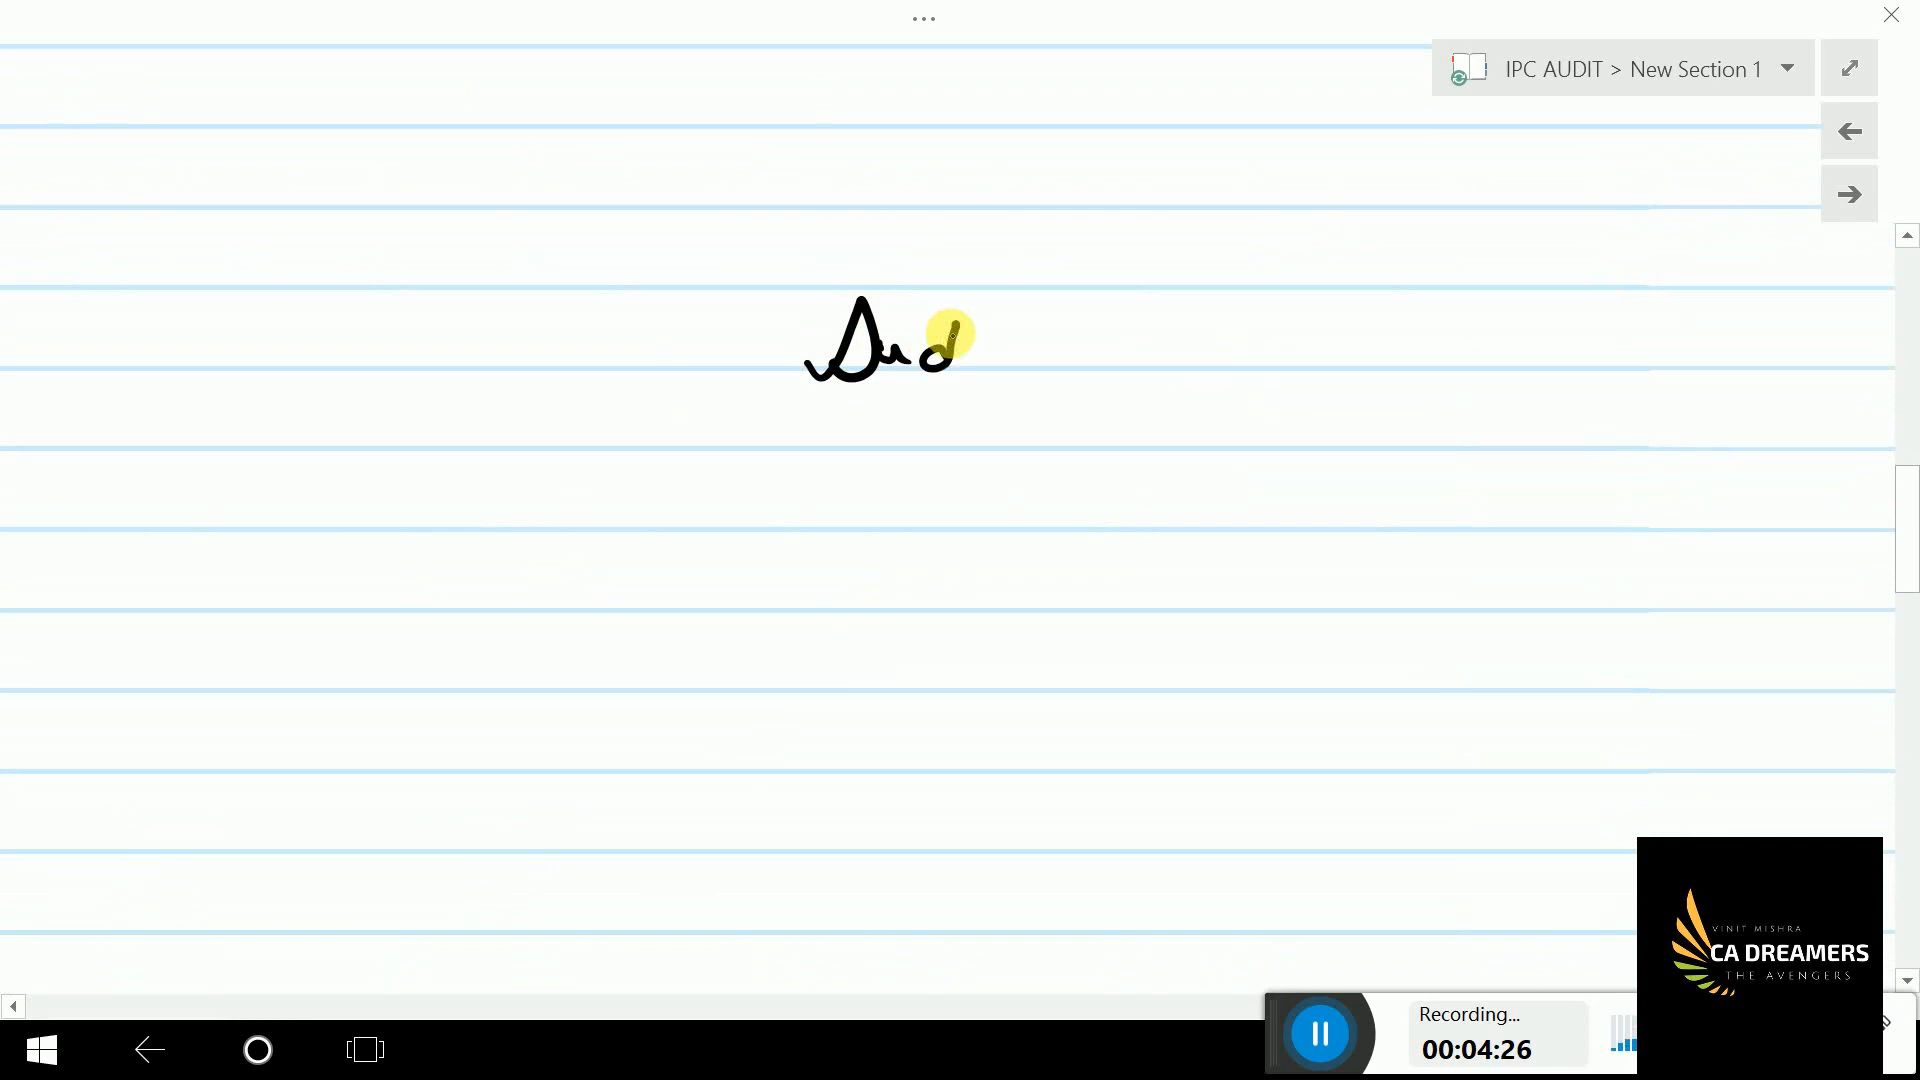 IPC AUDIT > New Section 1
Aud
VINIT MISHRA
CA DREAMERS
THE AVENGERS
Recording...
00:04:26